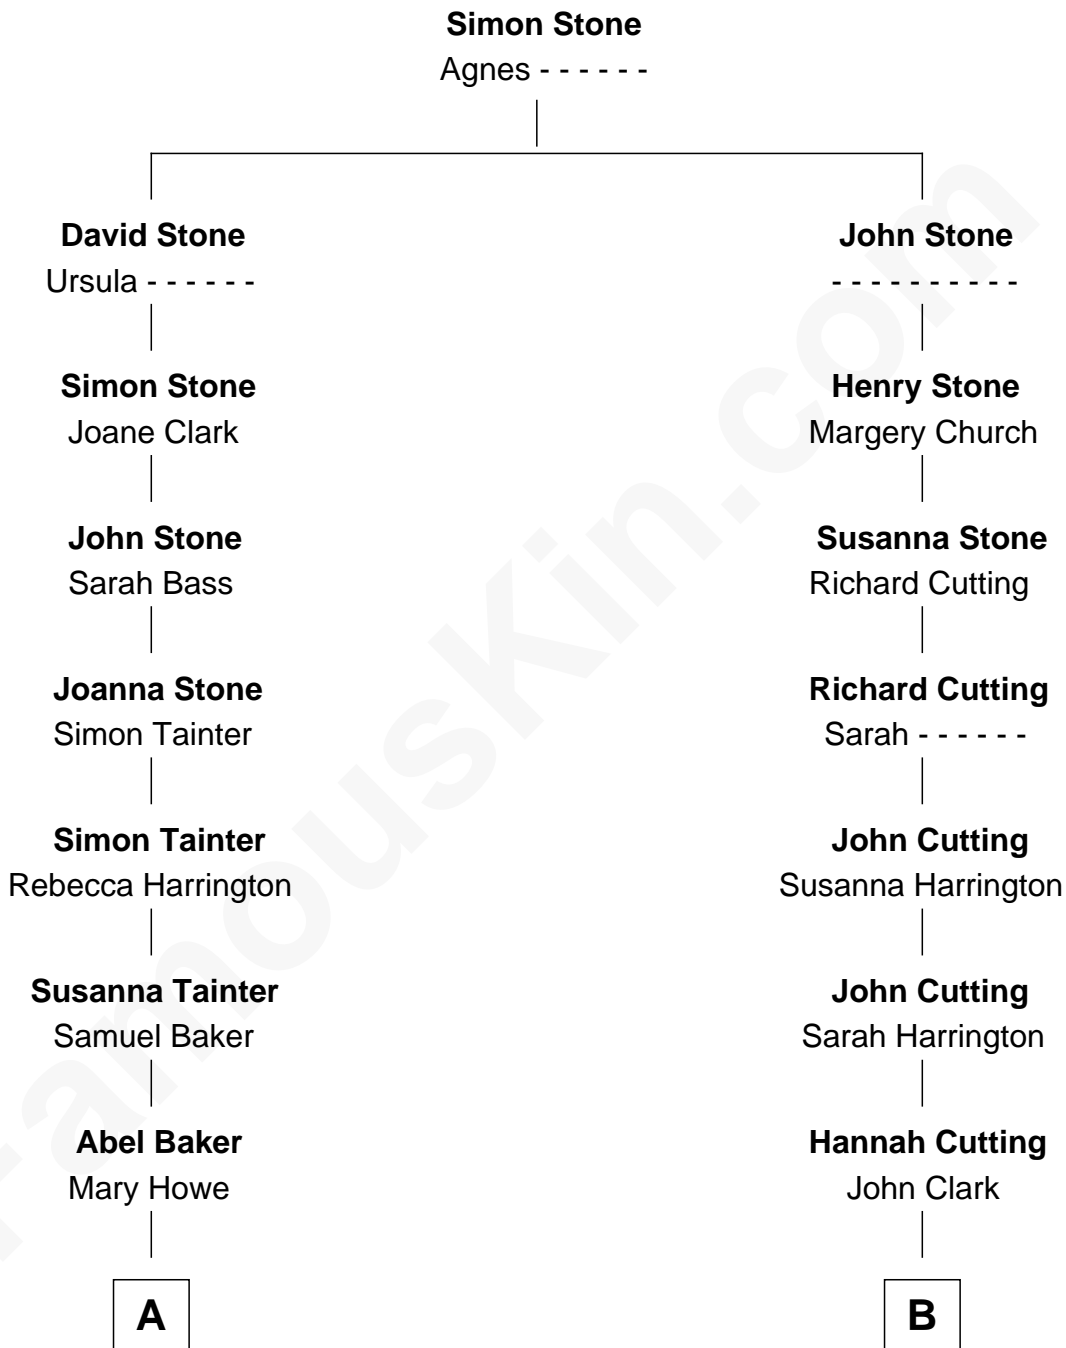 Simon Stone
Agnes - - - - - -
David Stone
Ursula - - - - - -
John Stone
- - - - - - - - - -
Simon Stone
Joane Clark
Henry Stone
Margery Church
John Stone
Sarah Bass
Susanna Stone
Richard Cutting
Joanna Stone
Simon Tainter
Richard Cutting
Sarah - - - - - -
Simon Tainter
Rebecca Harrington
John Cutting
Susanna Harrington
Susanna Tainter
Samuel Baker
John Cutting
Sarah Harrington
Abel Baker
Mary Howe
Hannah Cutting
John Clark
A
B
FamousKin.com